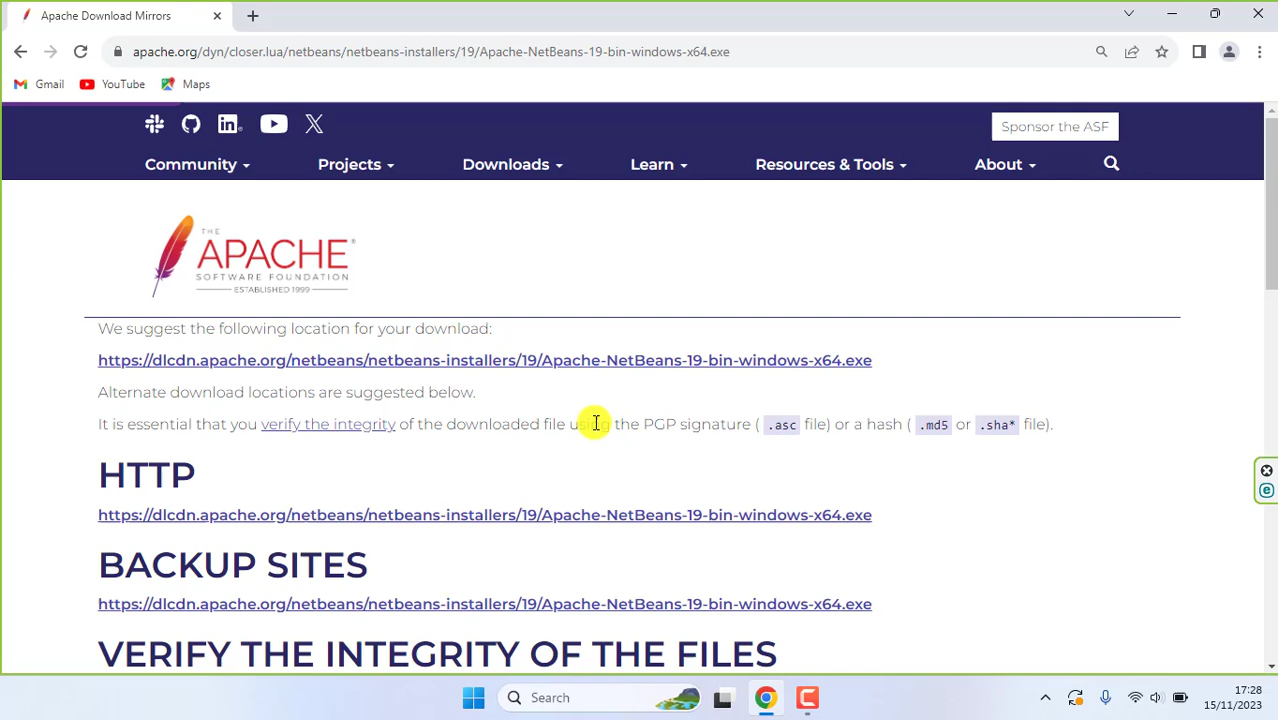 Apache Download Mirrors
apache.org/dyn/closer.lua/netbeans/netbeans-installers/19/Apache-NetBeans-19-bin-windows-x64.exe
Gmail
YouTube
Maps
in
Sponsor the ASF
Community
Projects
Downloads
Learn
Resources & Tools
About
THE
APACHE®
SOFTWARE FOUNDATION
ESTABLISHED 1999
We suggest the following location for your download:
https://dlcdn.apache.org/netbeans/netbeans-installers/19/Apache-NetBeans-19-bin-windows-x64.exe
Alternate download locations are suggested below.
It is essential that you verify the integrity of the downloaded file using the PGP signature ( .asc file) or a hash ( .md5 or .sha* file).
HTTP
https://dlcdn.apache.org/netbeans/netbeans-installers/19/Apache-NetBeans-19-bin-windows-x64.exe
BACKUP SITES
https://dlcdn.apache.org/netbeans/netbeans-installers/19/Apache-NetBeans-19-bin-windows-x64.exe
VERIFY THE INTEGRITY OF THE FILES
Search
17:28
15/11/2023